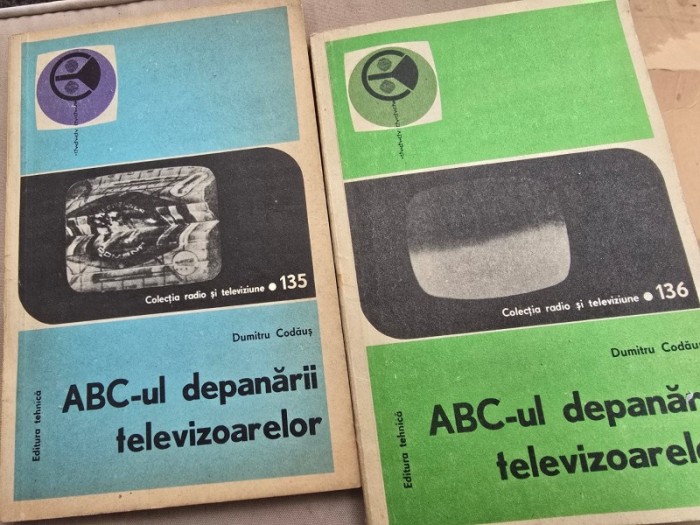 Colecția radio și televiziune • 135
Dumitru Codăuș
Editura tehnică
ABC-ul depanării
televizoarelor
Colecția radio și televiziune • 136
Dumitru Codău
Editura tehnică
ABC-ul depanăr
televizoarel